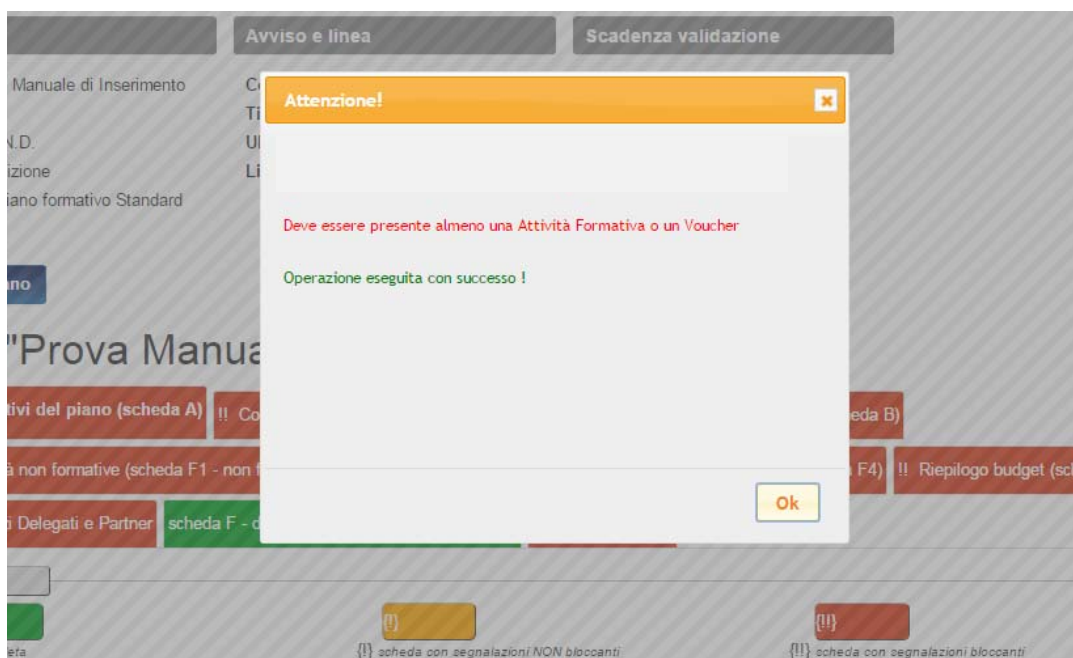 Avviso e linea
Scadenza validazione
Manuale di Inserimento
Attenzione!
N.D.
izione
iano formativo Standard
Deve essere presente almeno una Attività Formativa o un Voucher
Operazione eseguita con successo !
ano
"Prova Manua
tivi del piano (scheda A)
!! Co
eda B)
à non formative (scheda F1 - non f
F4)
!! Riepilogo budget (sc
i Delegati e Partner
scheda F - d
Ok
{!}
{!!}
eta
{!} scheda con segnalazioni NON bloccanti
{!!} scheda con segnalazioni bloccanti